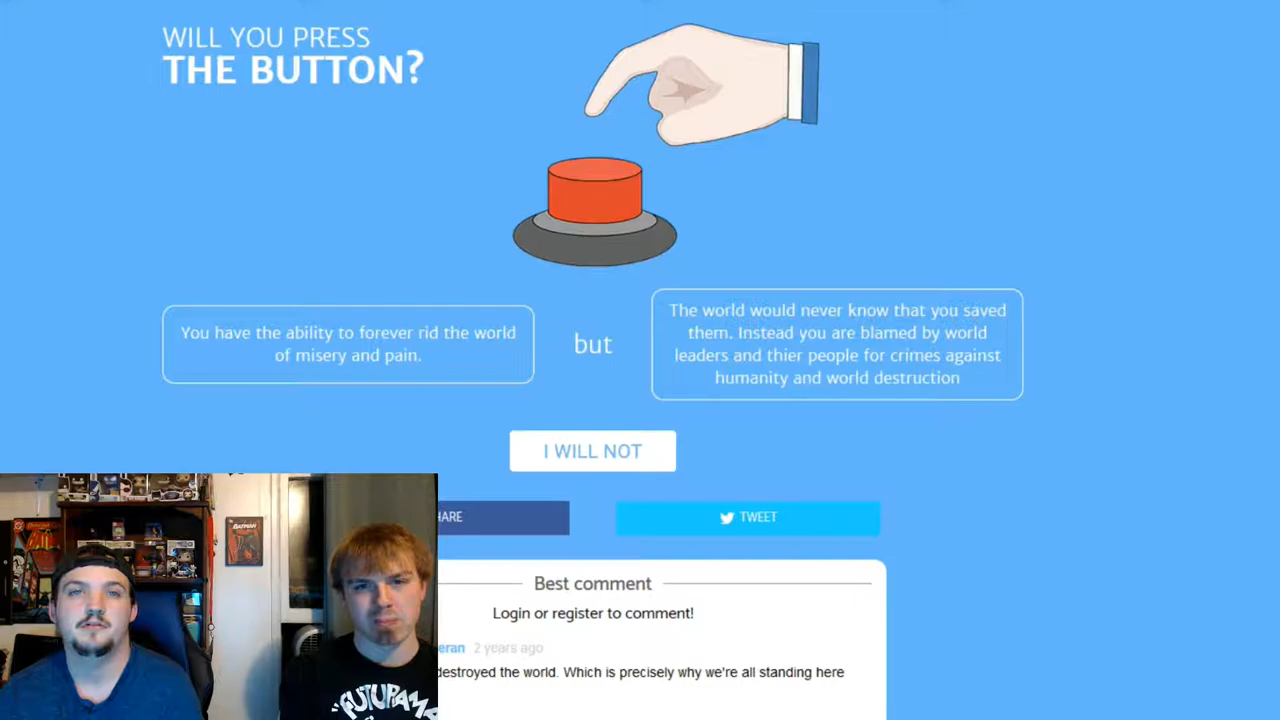 WILL YOU PRESS
THE BUTTON?
You have the ability to forever rid the world
of misery and pain.
but
The world would never know that you saved
them. Instead you are blamed by world
leaders and thier people for crimes against
humanity and world destruction
I WILL NOT
HARE
TWEET
Best comment
Login or register to comment!
eran 2 years ago
destroyed the world. Which is precisely why we're all standing here
BATMAN
FUTURAMA